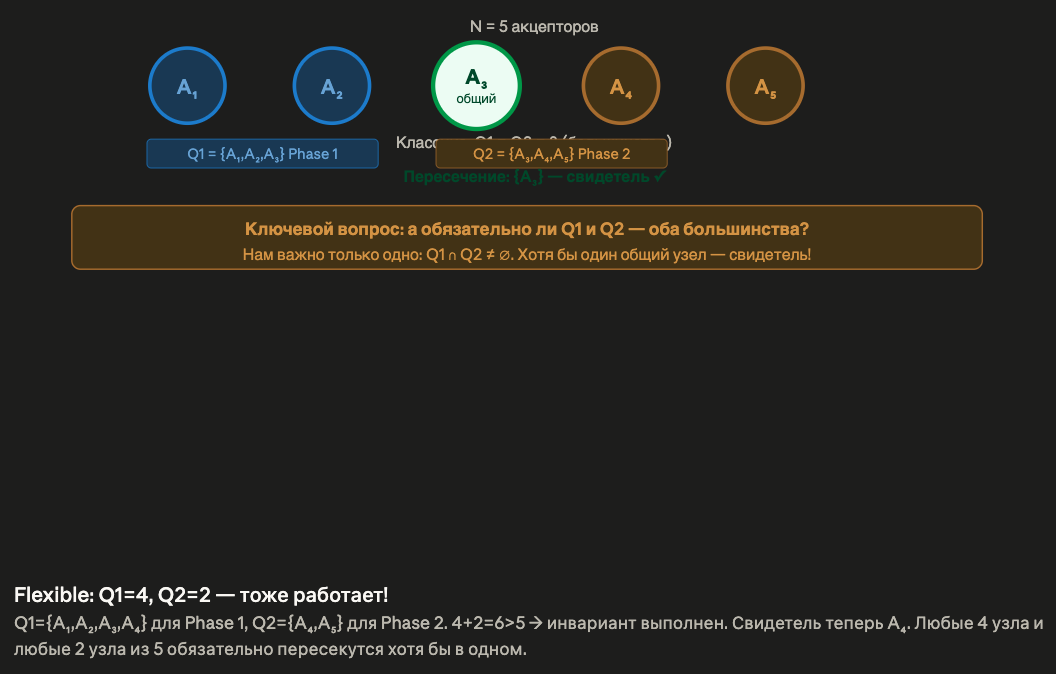 N = 5 акцепторов
A₁
A₂
A₃
общий
A₄
A₅
Q1 = {A₁,A₂,A₃} Phase 1
Q2 = {A₃,A₄,A₅} Phase 2
Пересечение: {A₃} — свидетель ✓
Ключевой вопрос: а обязательно ли Q1 и Q2 — оба большинства?
Нам важно только одно: Q1 ∩ Q2 ≠ ∅. Хотя бы один общий узел — свидетель!
Flexible: Q1=4, Q2=2 — тоже работает!
Q1={A₁,A₂,A₃,A₄} для Phase 1, Q2={A₄,A₅} для Phase 2. 4+2=6>5 → инвариант выполнен. Свидетель теперь A₄. Любые 4 узла и
любые 2 узла из 5 обязательно пересекутся хотя бы в одном.